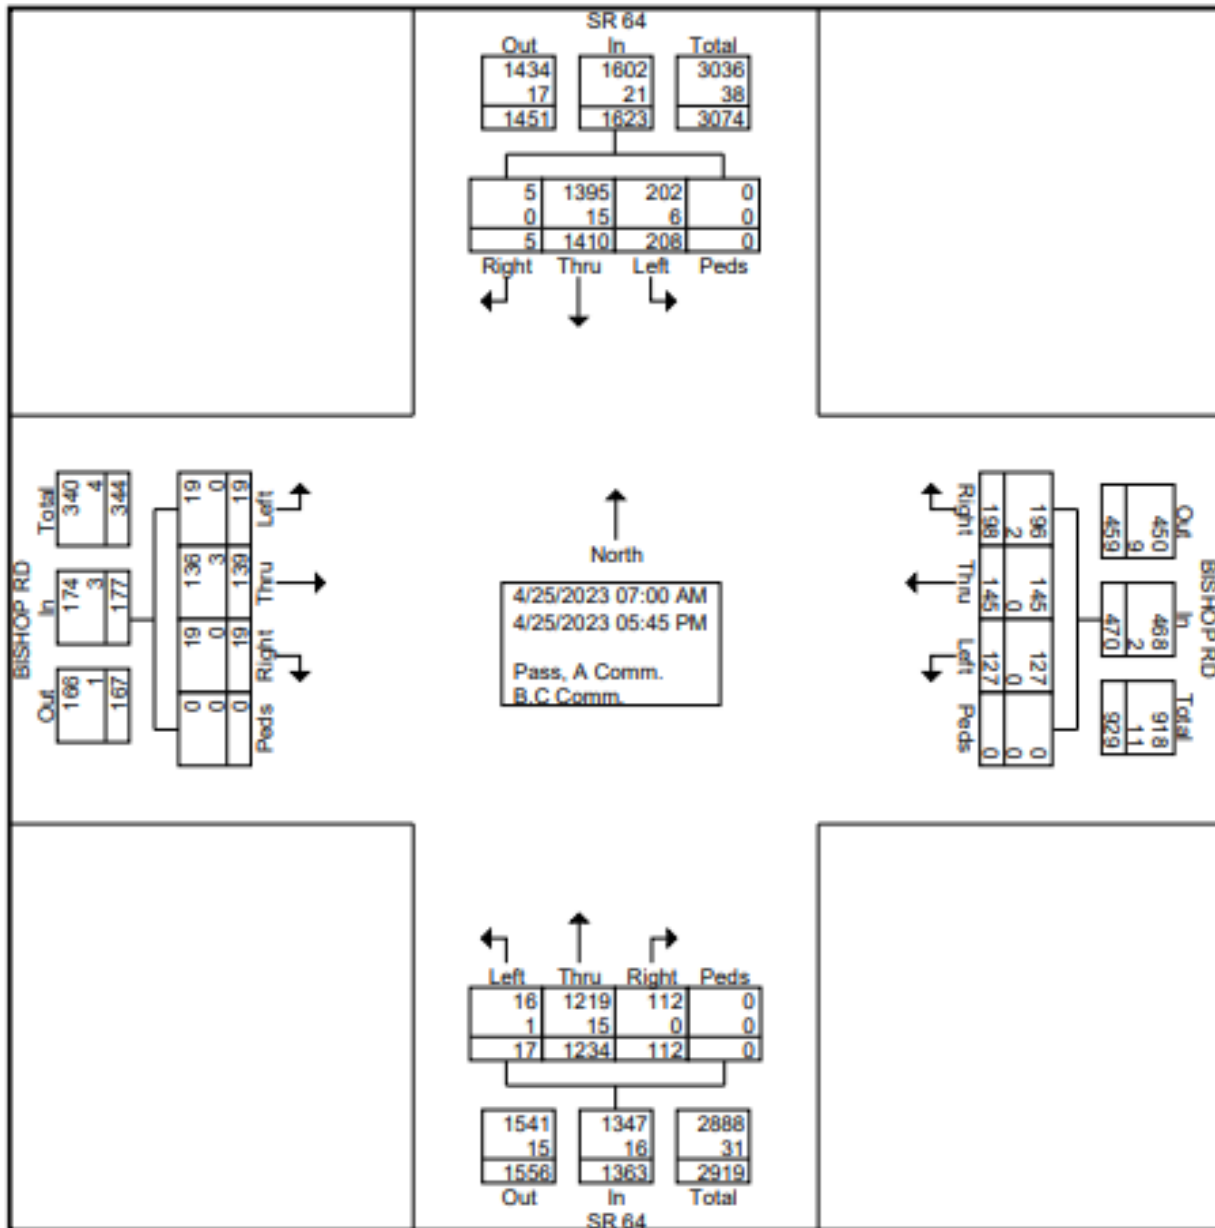 SR 64
Out In Total
1434 1602 3036
17 21 38
1451 1623 3074
5 1395 202 0
0 15 6 0
5 1410 208 0
Right Thru Left Peds
BISHOP RD
Total In Out
340 174 166
4 3 1
344 177 167
19 136 19 0
0 3 0 0
19 139 19 0
Left Thru Right Peds
North
4/25/2023 07:00 AM
4/25/2023 05:45 PM
Pass, A Comm.
B,C Comm.
Right Thru Left Peds
198 145 127 0
2 0 0 0
196 145 127 0
459 470 929
9 2 11
450 468 918
Out In Total
BISHOP RD
Left Thru Right Peds
16 1219 112 0
1 15 0 0
17 1234 112 0
1541 1347 2888
15 16 31
1556 1363 2919
Out In Total
SR 64